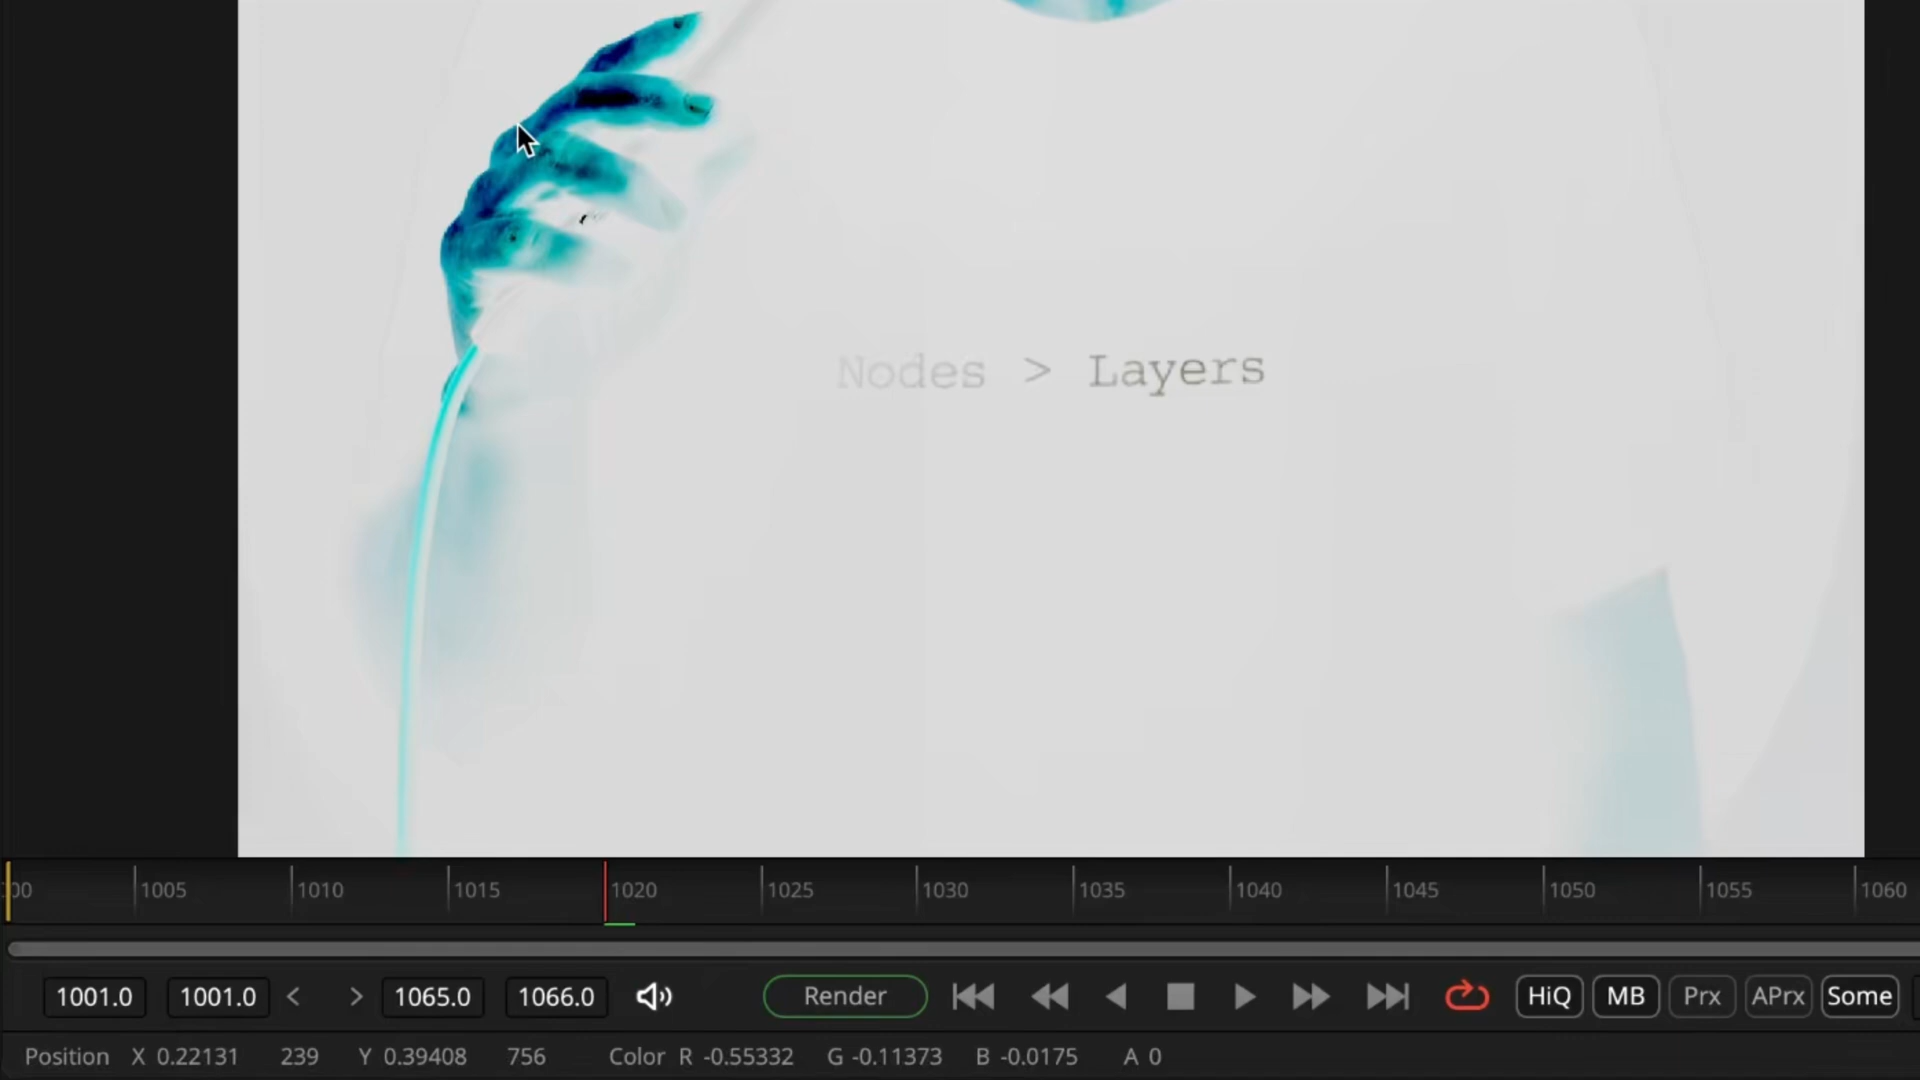 Nodes > Layers
00 1005 1010 1015 1020 1025 1030 1035 1040 1045 1050 1055 1060
1001.0 1001.0 < > 1065.0 1066.0 Render HiQ MB Prx APrx Some
Position X 0.22131 239 Y 0.39408 756 Color R -0.55332 G -0.11373 B -0.0175 A 0